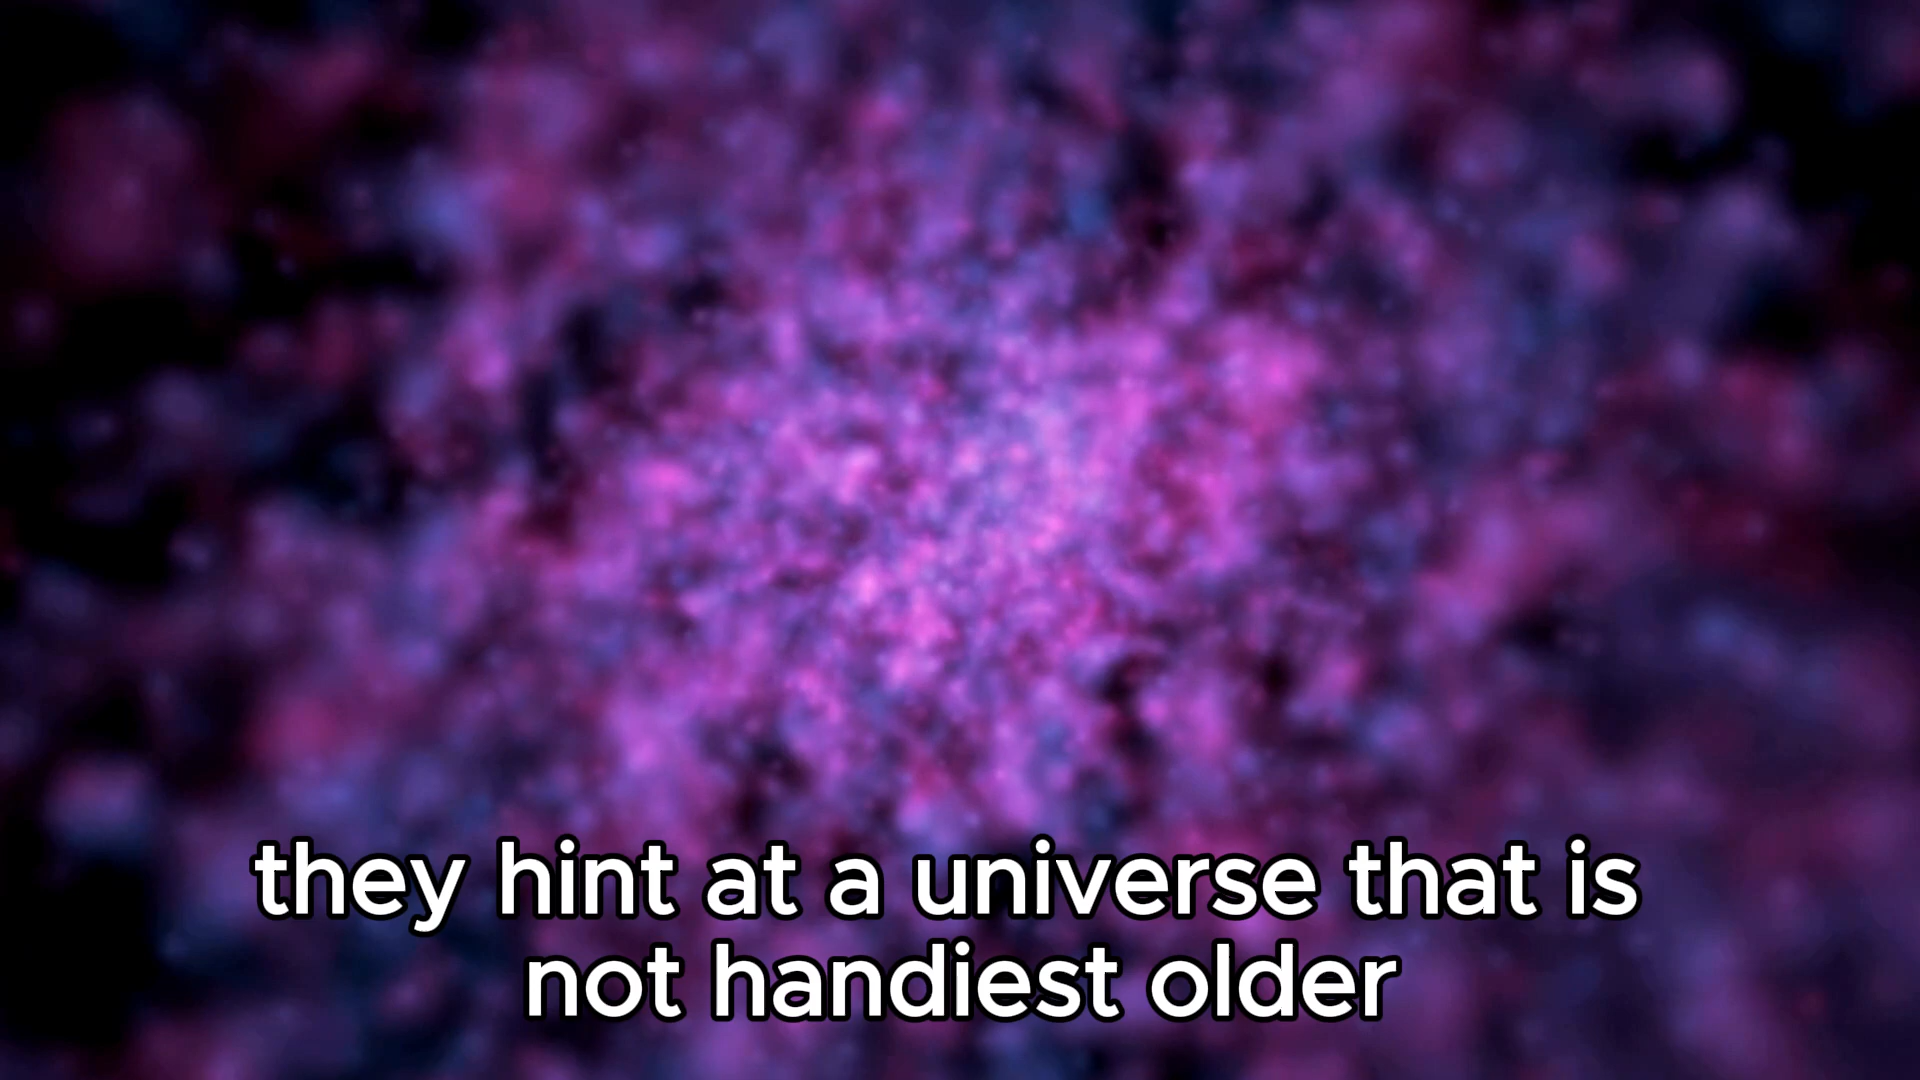 they hint at a universe that is
not handiest older